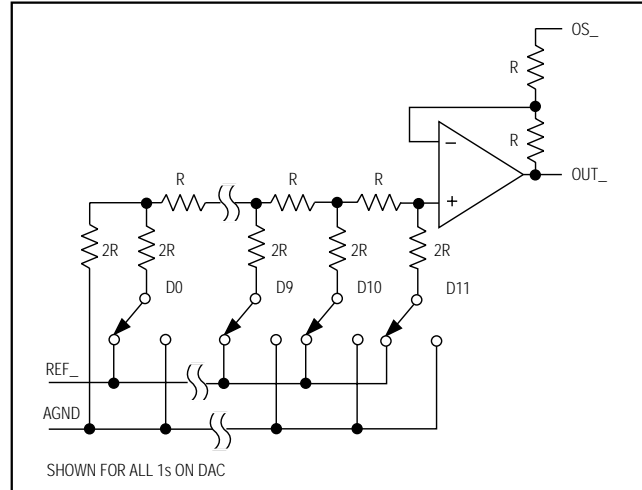 OS_
R
R
OUT_
−
+
R R R
2R 2R 2R 2R 2R
D0 D9 D10 D11
REF_
AGND
SHOWN FOR ALL 1s ON DAC